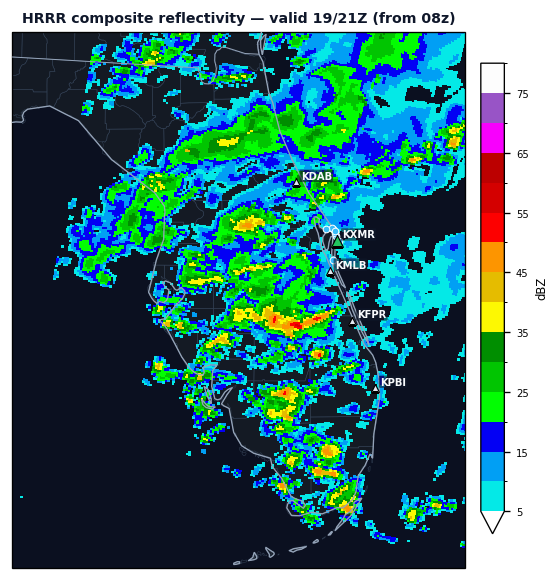 HRRR composite reflectivity — valid 19/21Z (from 08z)
KDAB
KXMR
KMLB
KFPR
KPBI
75
65
55
45
35
25
15
5
dBZ